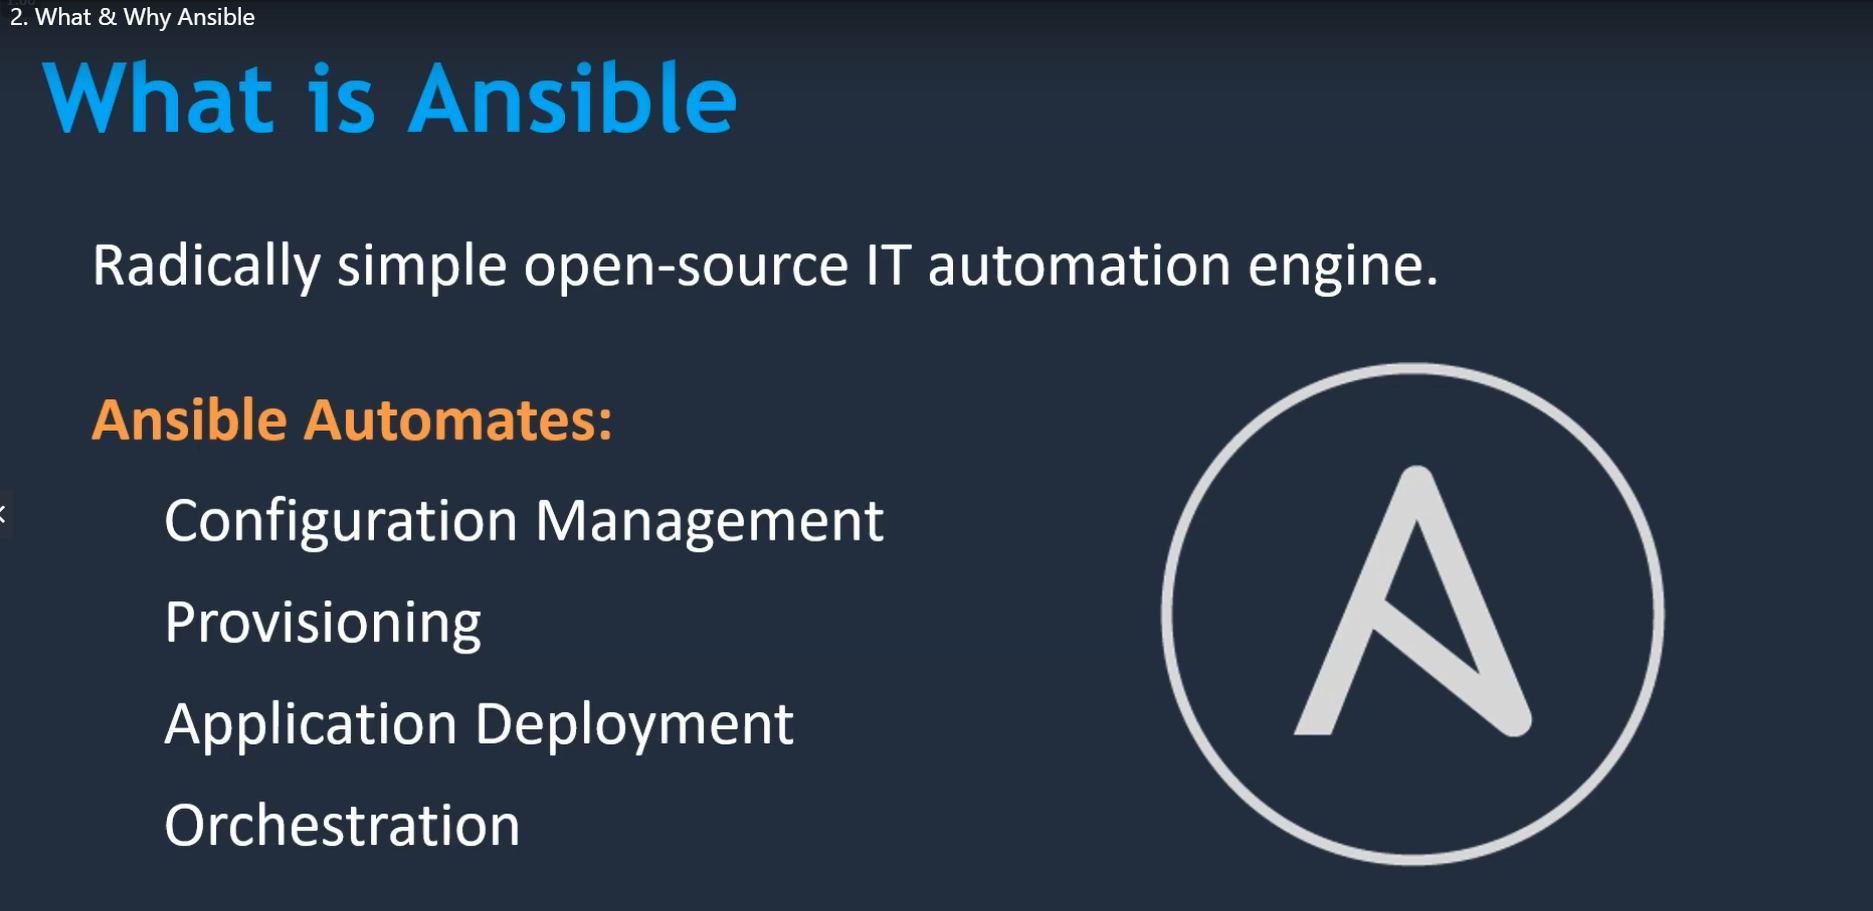 2. What & Why Ansible
What is Ansible
Radically simple open-source IT automation engine.
Ansible Automates:
Configuration Management
Provisioning
Application Deployment
Orchestration